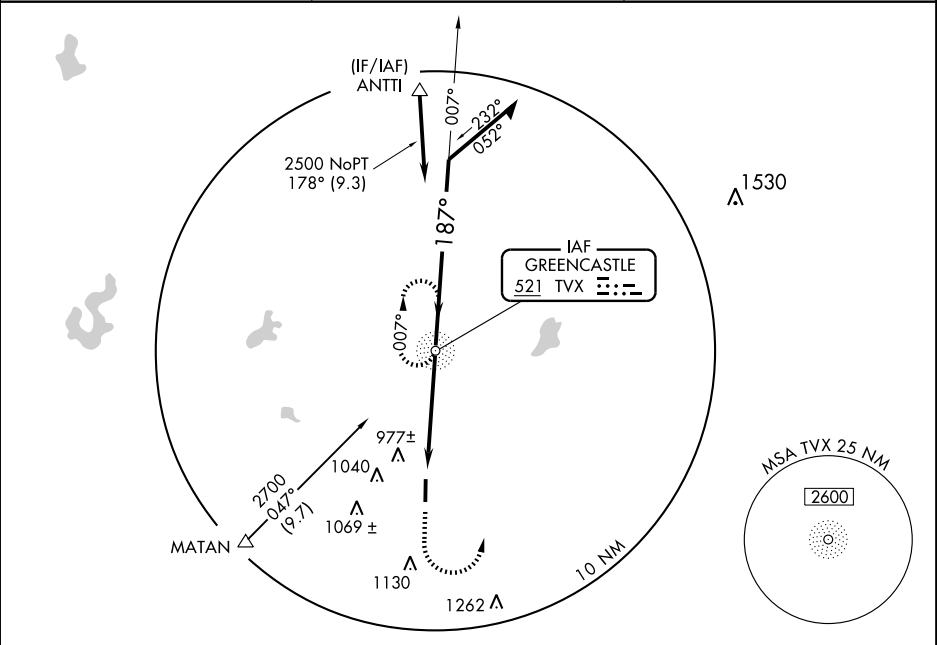 (IF/IAF)
ANTTI
007°
232°
052°
2500 NoPT
178° (9.3)
1530
187°
IAF
GREENCASTLE
521 TVX
007°
977±
1040
2700
047°
(9.7)
1069 ±
MATAN
1130
1262
10 NM
MSA TVX 25 NM
2600